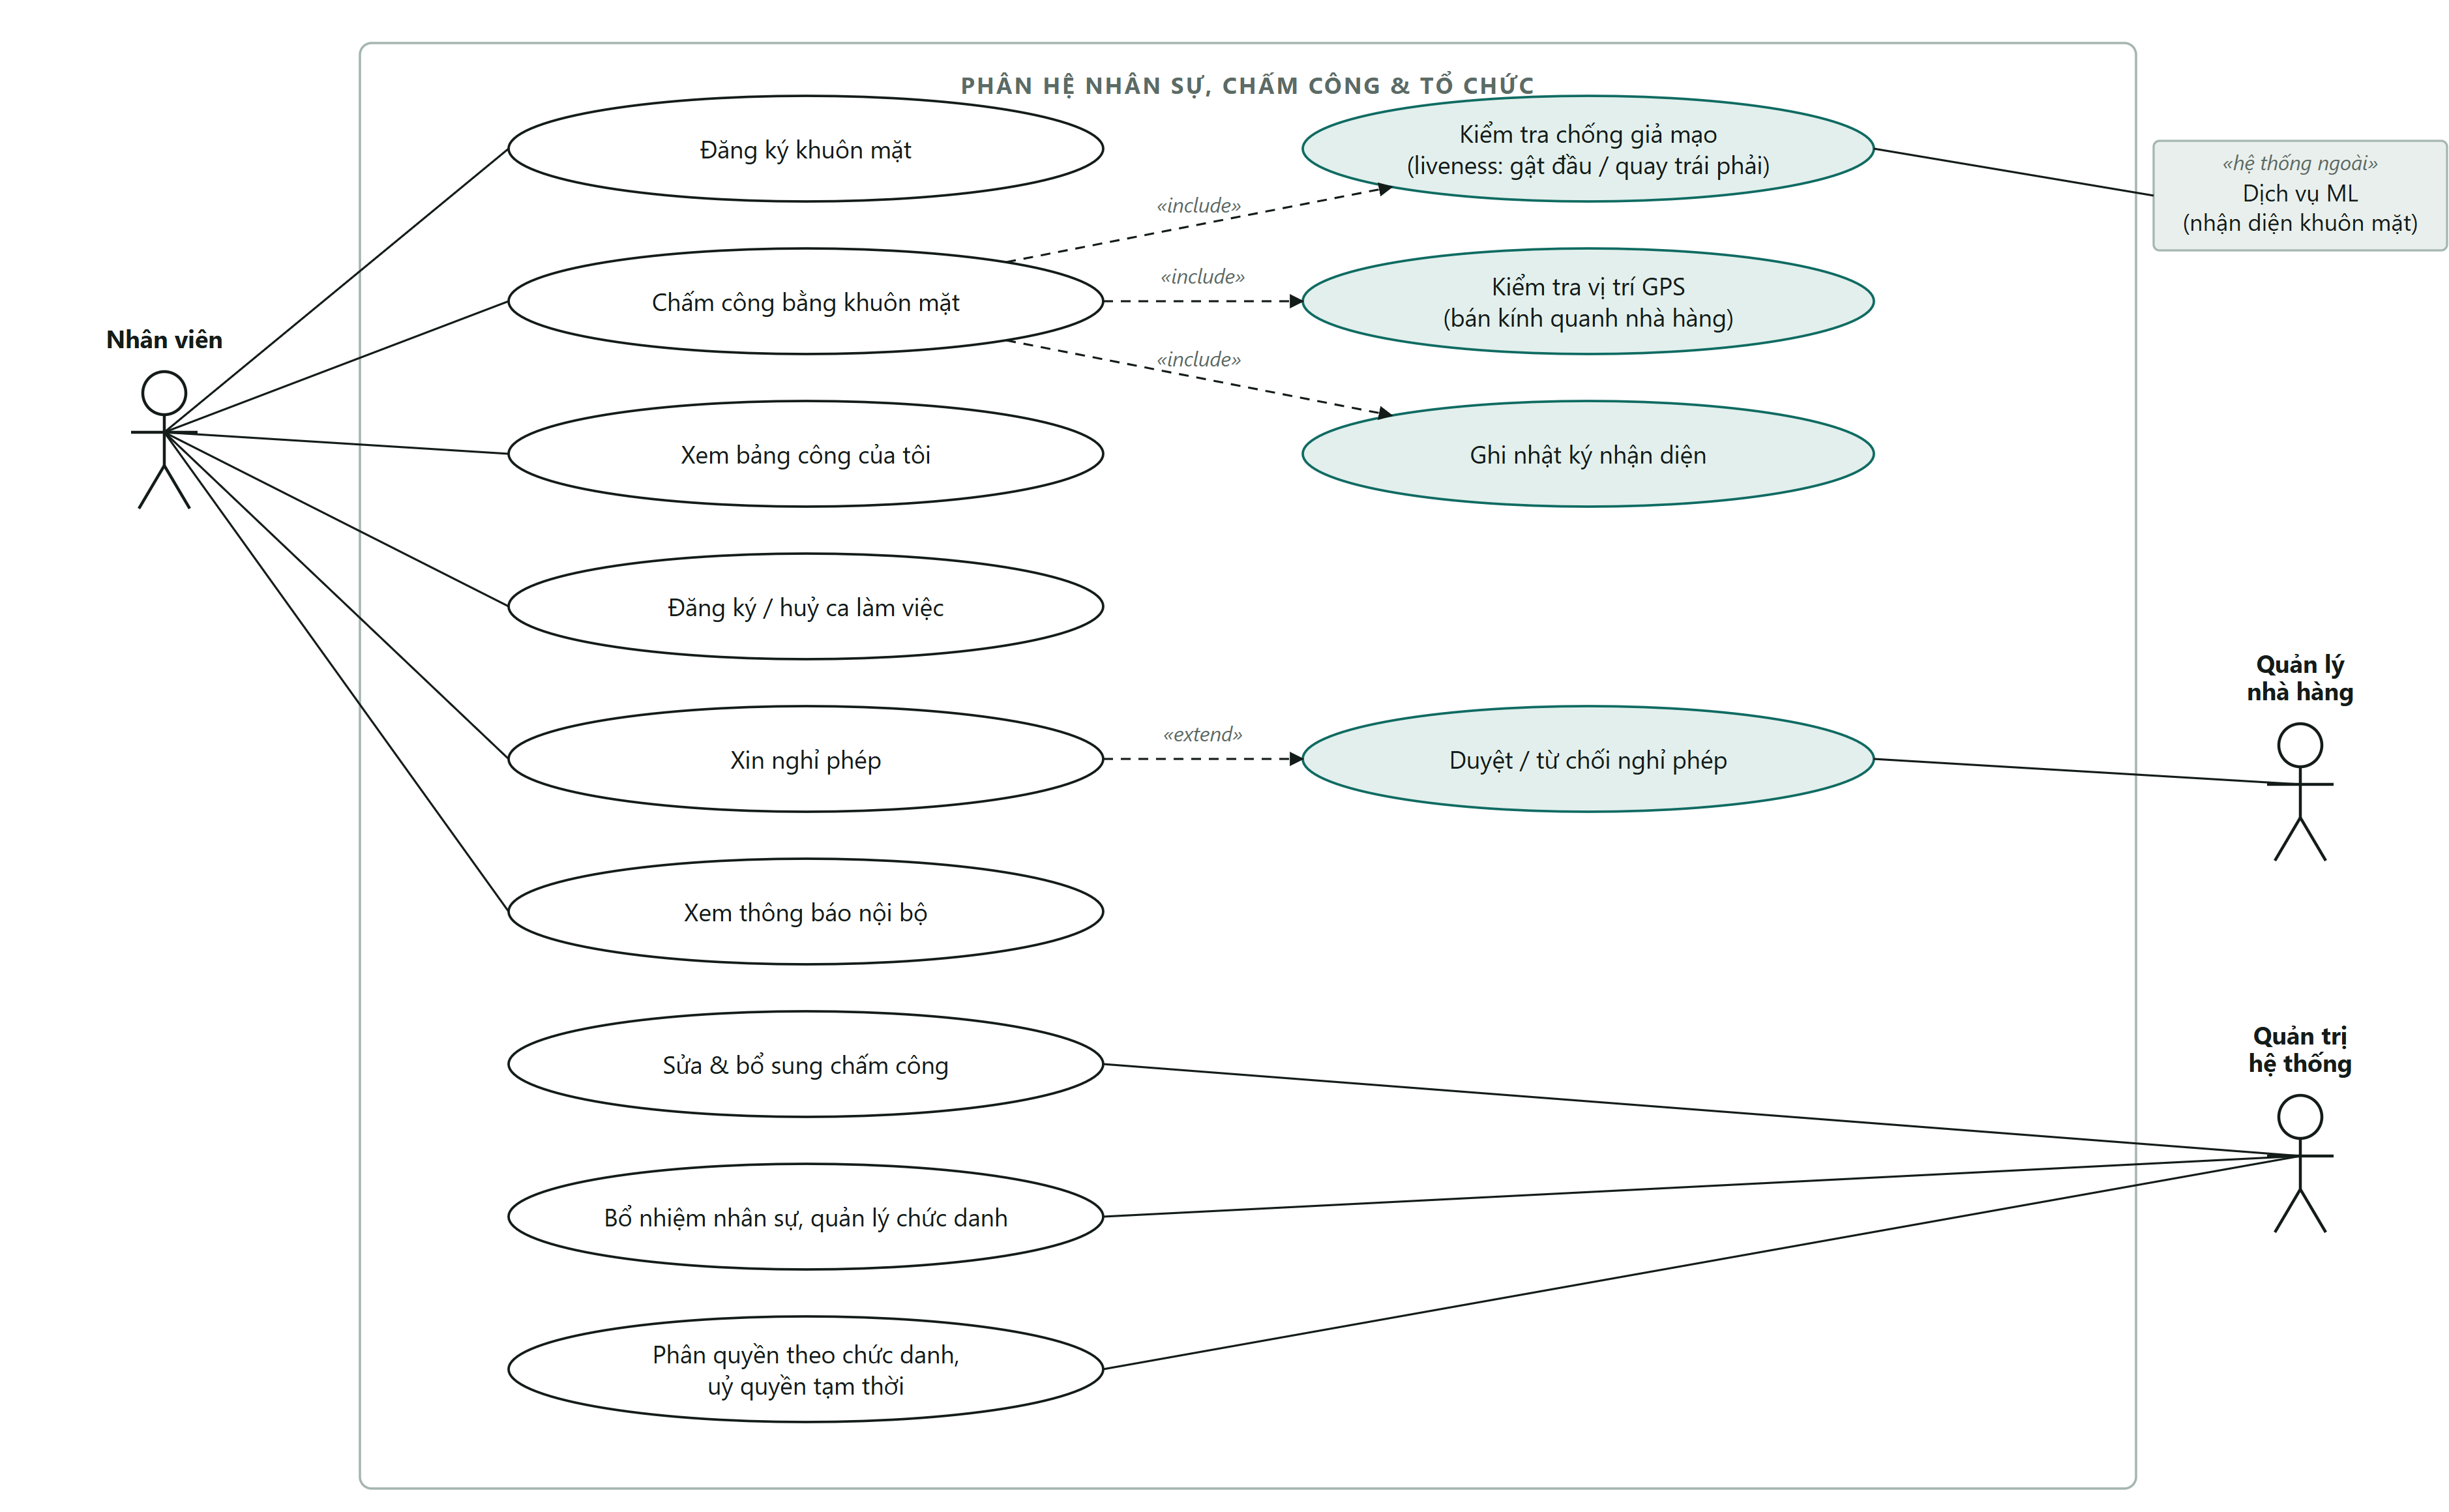 PHÂN HỆ NHÂN SỰ, CHẤM CÔNG & TỔ CHỨC
Đăng ký khuôn mặt
Kiểm tra chống giả mạo
(liveness: gật đầu / quay trái phải)
«hệ thống ngoài»
Dịch vụ ML
(nhận diện khuôn mặt)
«include»
Nhân viên
Chấm công bằng khuôn mặt
«include»
Kiểm tra vị trí GPS
(bán kính quanh nhà hàng)
«include»
Xem bảng công của tôi
Ghi nhật ký nhận diện
Đăng ký / huỷ ca làm việc
Quản lý
nhà hàng
Xin nghỉ phép
«extend»
Duyệt / từ chối nghỉ phép
Xem thông báo nội bộ
Quản trị
hệ thống
Sửa & bổ sung chấm công
Bổ nhiệm nhân sự, quản lý chức danh
Phân quyền theo chức danh,
uỷ quyền tạm thời